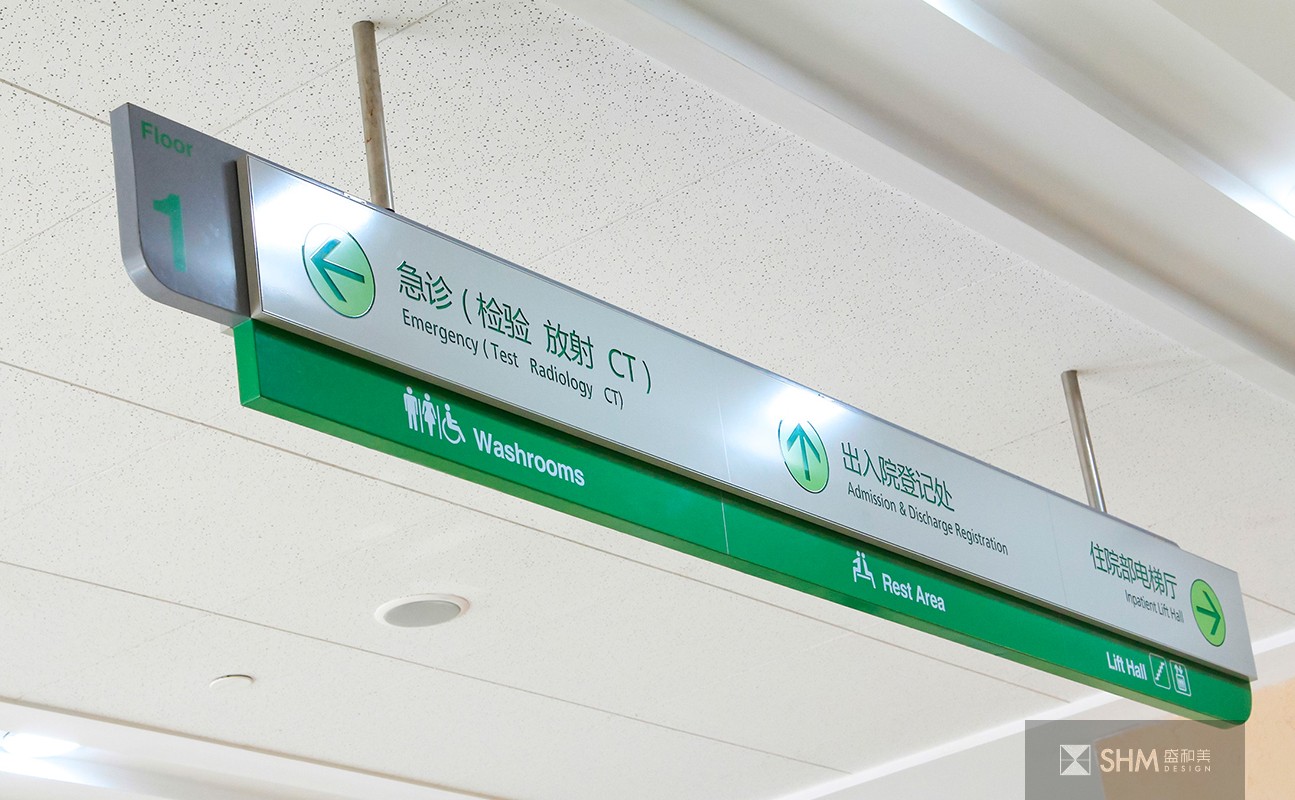 Floor
1
急诊 ( 检验 放射 CT )
Emergency ( Test Radiology CT)
Washrooms
出入院登记处
Admission & Discharge Registration
Rest Area
住院部电梯厅
Inpatient Lift Hall
Lift Hall
SHM 盛和美
DESIGN